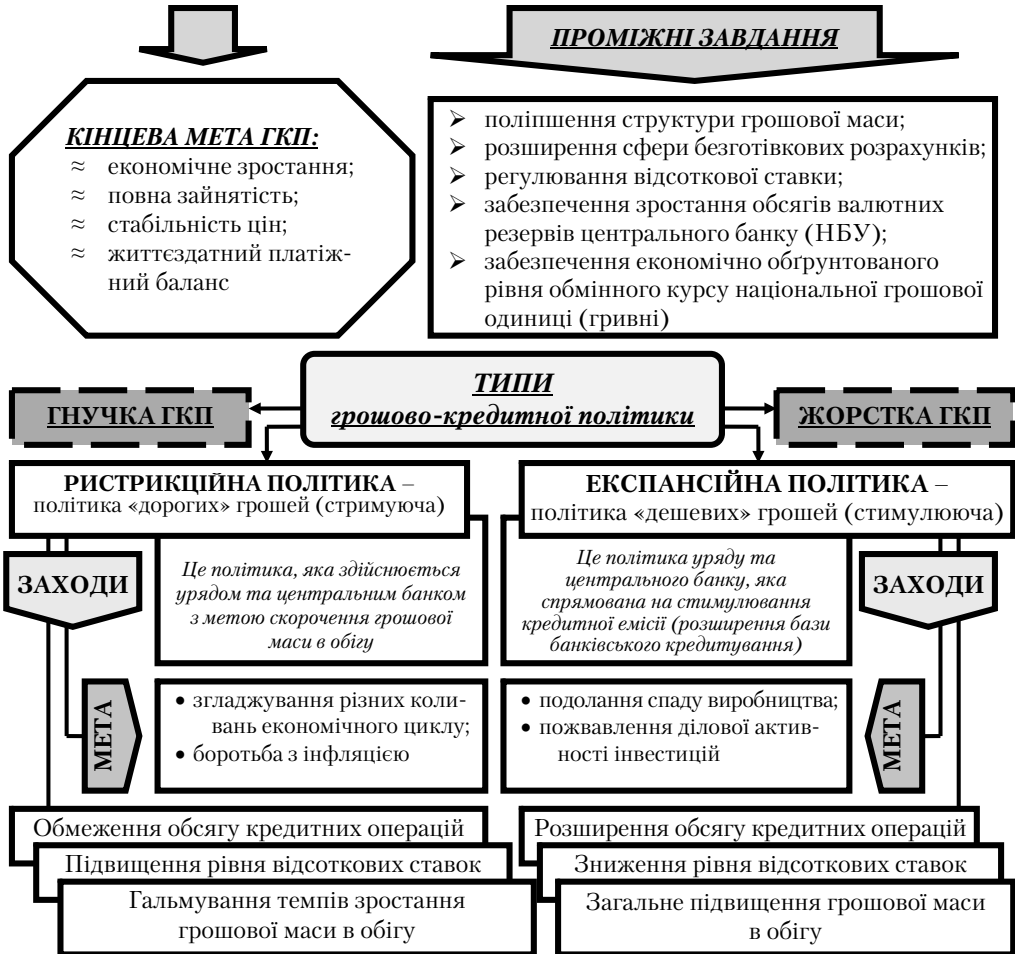 ПРОМІЖНІ ЗАВДАННЯ
КІНЦЕВА МЕТА ГКП:
≈ економічне зростання;
≈ повна зайнятість;
≈ стабільність цін;
≈ життєздатний платіж-
ний баланс
➢ поліпшення структури грошової маси;
➢ розширення сфери безготівкових розрахунків;
➢ регулювання відсоткової ставки;
➢ забезпечення зростання обсягів валютних
резервів центрального банку (НБУ);
➢ забезпечення економічно обґрунтованого
рівня обмінного курсу національної грошової
одиниці (гривні)
ТИПИ
грошово-кредитної політики
ГНУЧКА ГКП
ЖОРСТКА ГКП
РИСТРИКЦІЙНА ПОЛІТИКА –
політика «дорогих» грошей (стримуюча)
ЕКСПАНСІЙНА ПОЛІТИКА –
політика «дешевих» грошей (стимулююча)
ЗАХОДИ
Це політика, яка здійснюється
урядом та центральним банком
з метою скорочення грошової
маси в обігу
Це політика уряду та
центрального банку, яка
спрямована на стимулювання
кредитної емісії (розширення бази
банківського кредитування)
ЗАХОДИ
МЕТА
• згладжування різних коли-
вань економічного циклу;
• боротьба з інфляцією
• подолання спаду виробництва;
• пожвавлення ділової актив-
ності інвестицій
МЕТА
Обмеження обсягу кредитних операцій
Підвищення рівня відсоткових ставок
Гальмування темпів зростання
грошової маси в обігу
Розширення обсягу кредитних операцій
Зниження рівня відсоткових ставок
Загальне підвищення грошової маси
в обігу